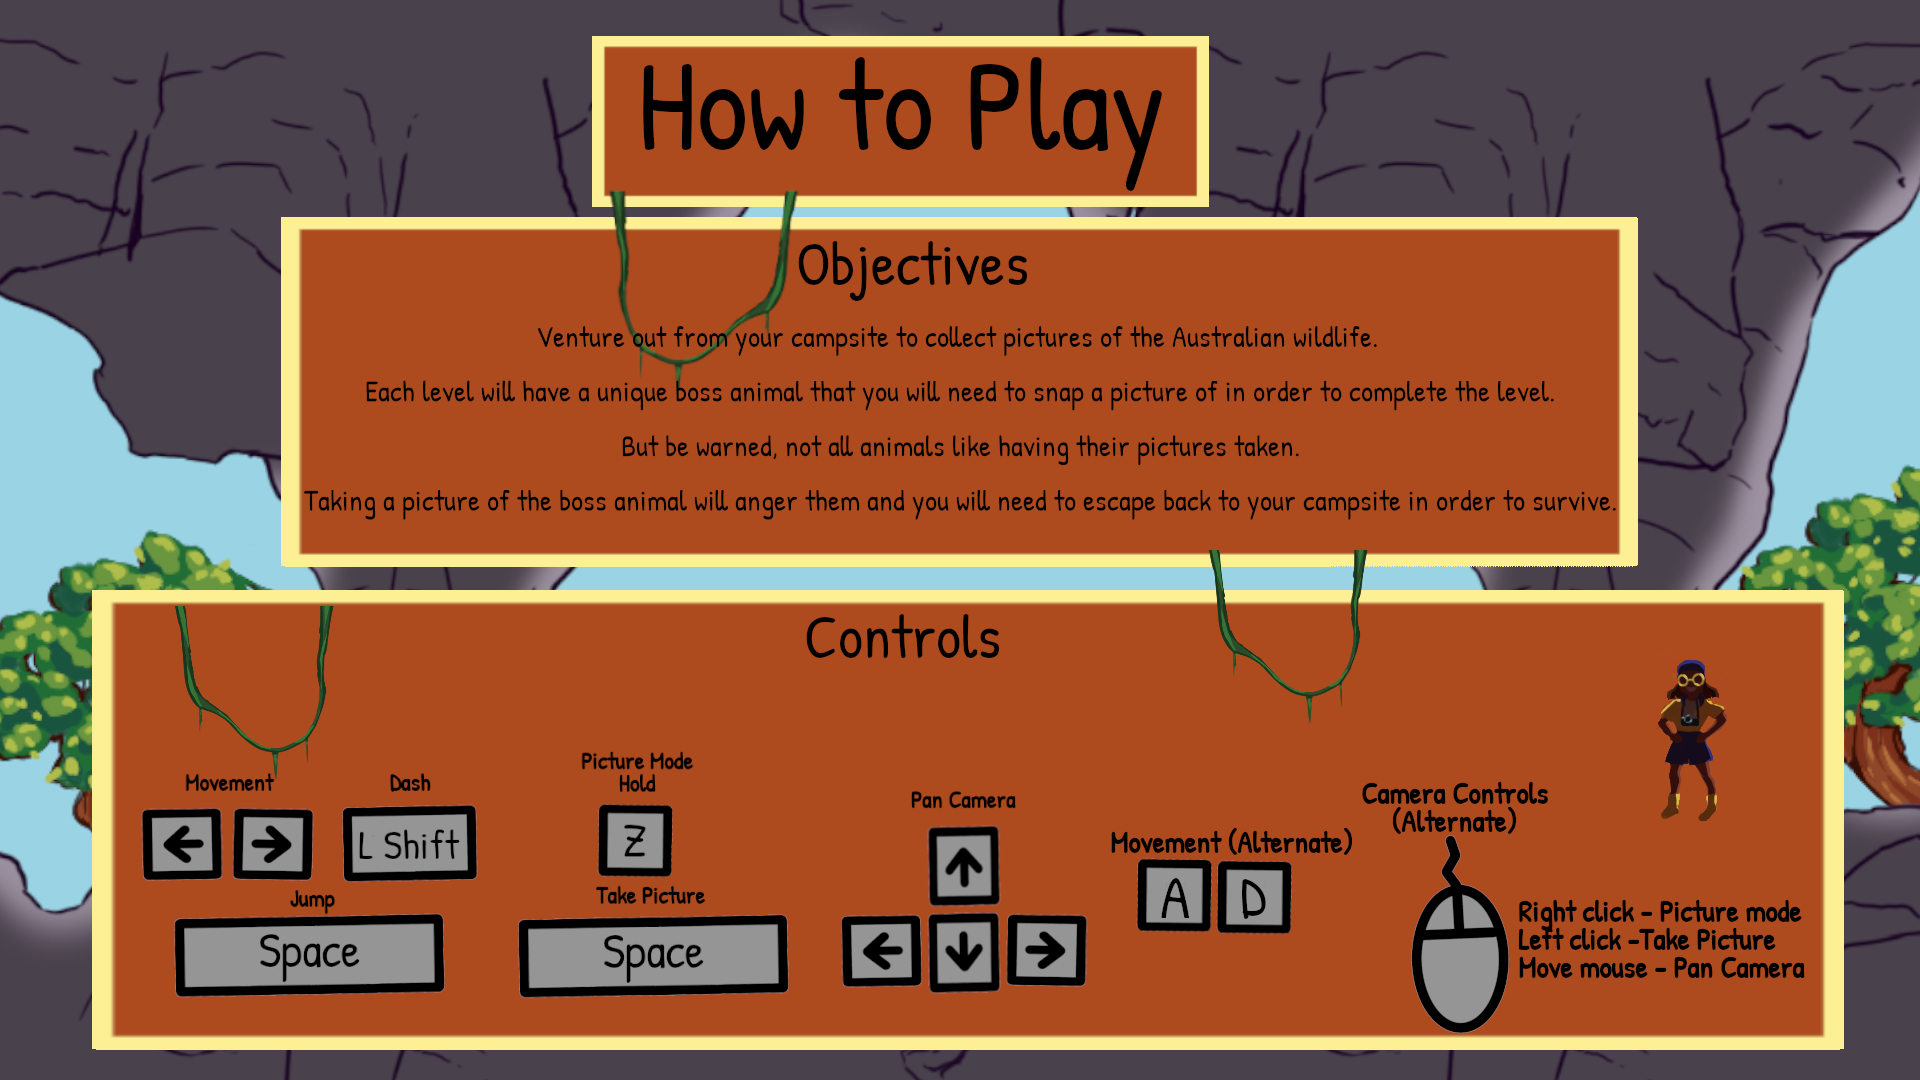 How to Play
Objectives
Venture out from your campsite to collect pictures of the Australian wildlife.
Each level will have a unique boss animal that you will need to snap a picture of in order to complete the level.
But be warned, not all animals like having their pictures taken.
Taking a picture of the boss animal will anger them and you will need to escape back to your campsite in order to survive.
Controls
Movement
Dash
L Shift
Jump
Space
Picture Mode
Hold
Z
Take Picture
Space
Pan Camera
Movement (Alternate)
A D
Camera Controls
(Alternate)
Right click - Picture mode
Left click -Take Picture
Move mouse - Pan Camera